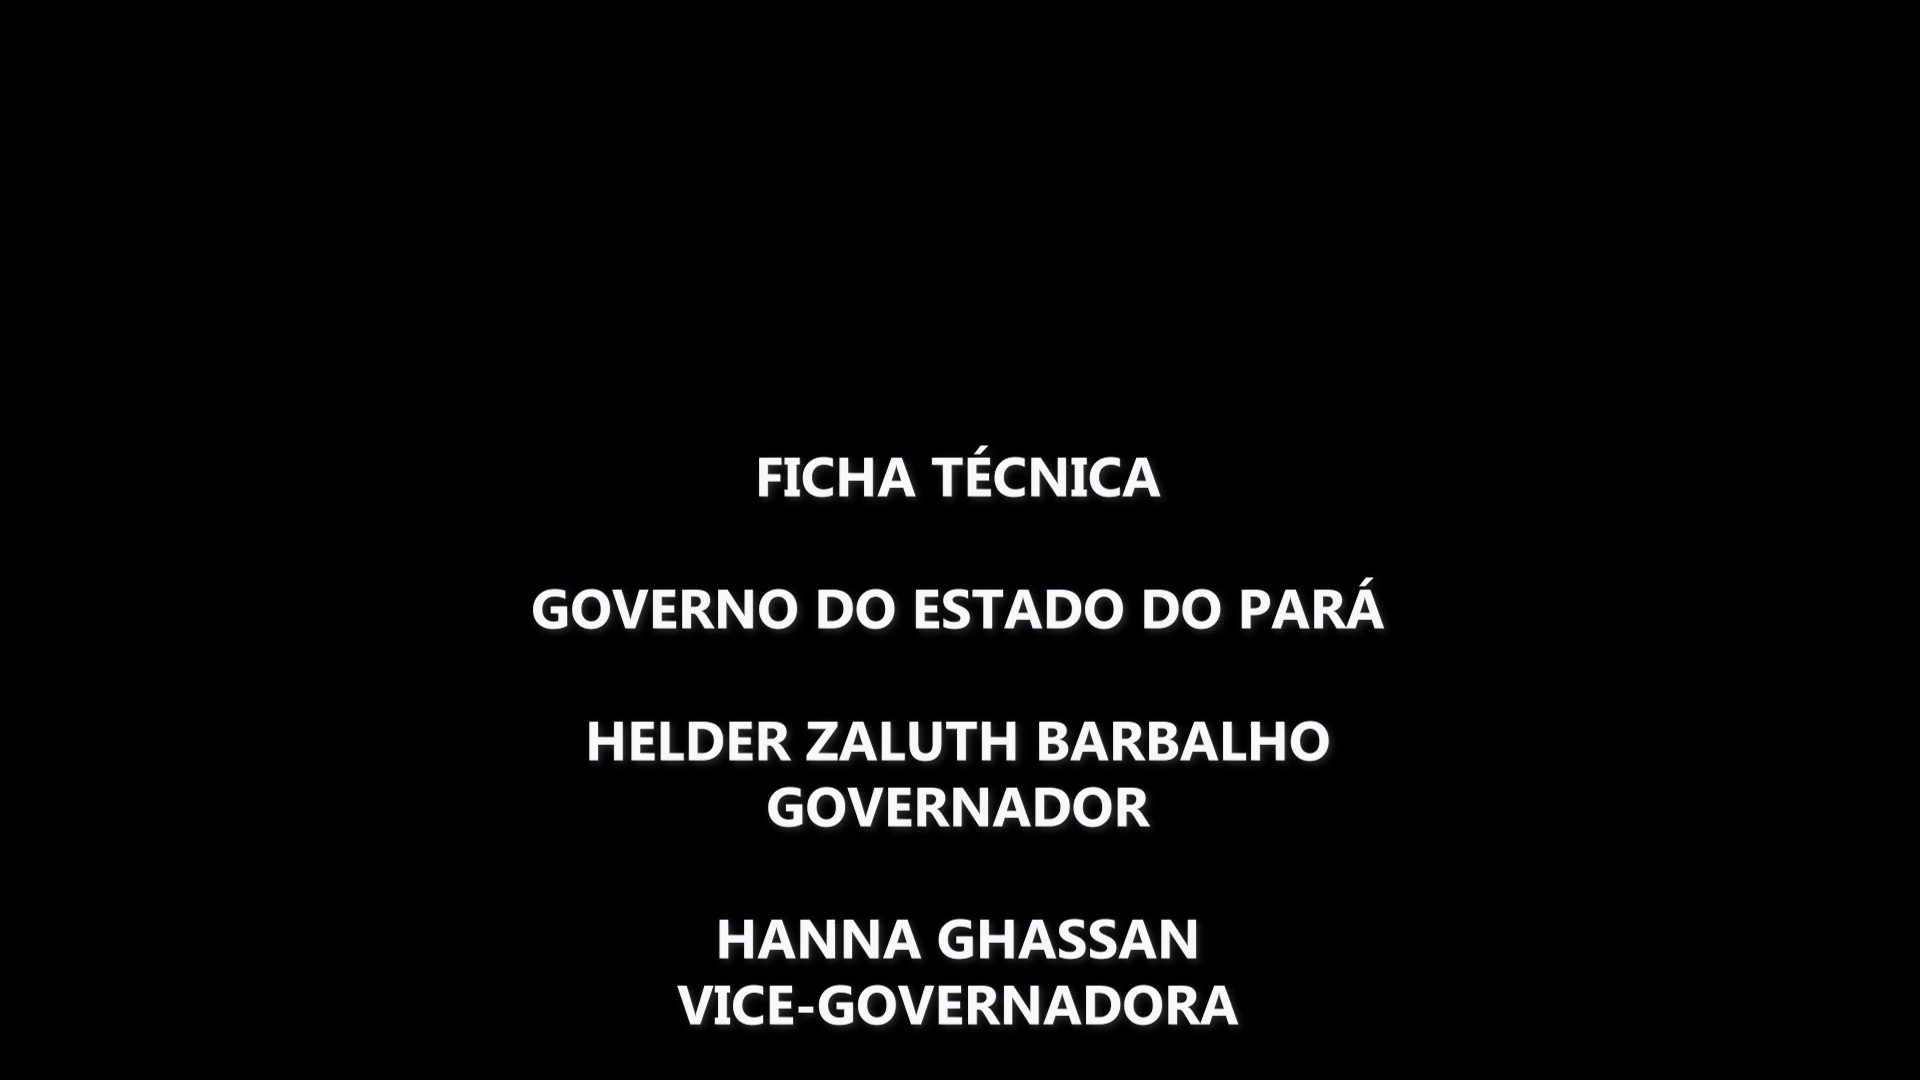 FICHA TÉCNICA
GOVERNO DO ESTADO DO PARÁ
HELDER ZALUTH BARBALHO
GOVERNADOR
HANNA GHASSAN
VICE-GOVERNADORA